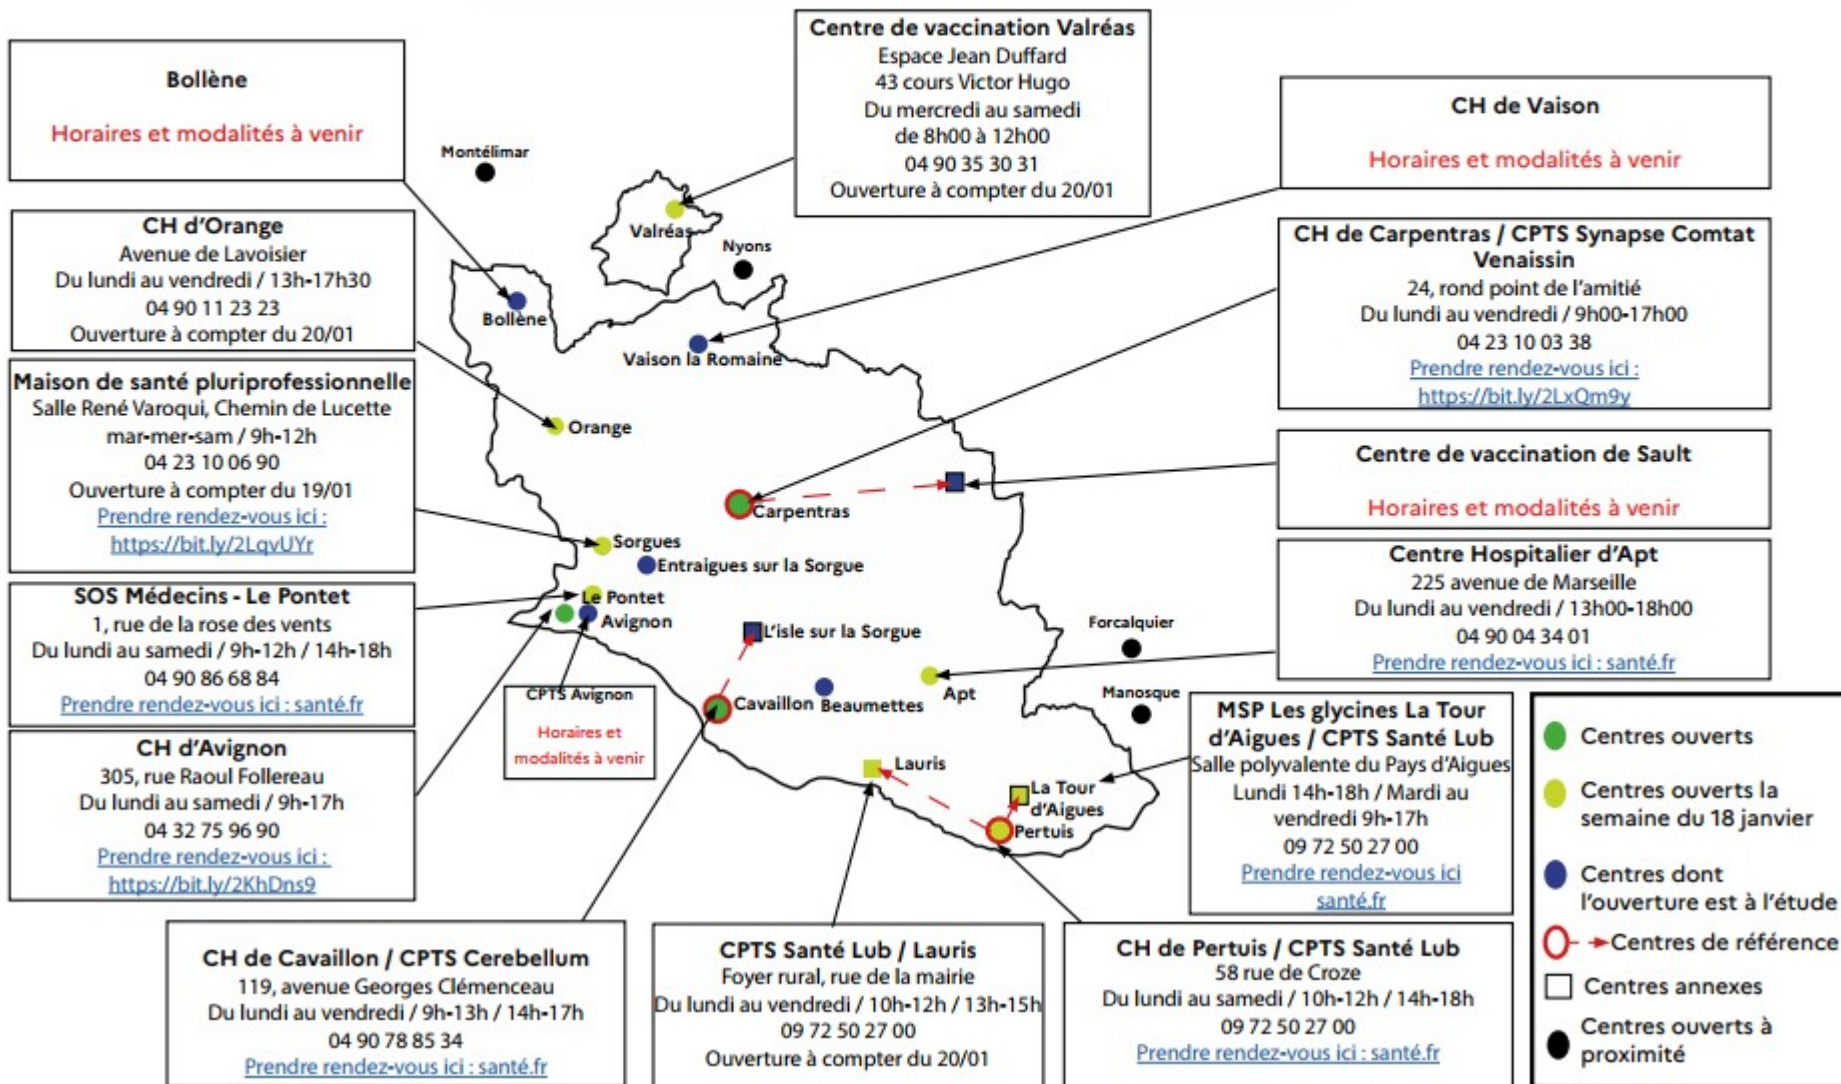 Bollène
Horaires et modalités à venir
CH d'Orange
Avenue de Lavoisier
Du lundi au vendredi / 13h-17h30
04 90 11 23 23
Ouverture à compter du 20/01
Maison de santé pluriprofessionnelle
Salle René Varoqui, Chemin de Lucette
mar-mer-sam / 9h-12h
04 23 10 06 90
Ouverture à compter du 19/01
Prendre rendez-vous ici :
https://bit.ly/2LqvUYr
SOS Médecins - Le Pontet
1, rue de la rose des vents
Du lundi au samedi / 9h-12h / 14h-18h
04 90 86 68 84
Prendre rendez-vous ici : santé.fr
CH d'Avignon
305, rue Raoul Follereau
Du lundi au samedi / 9h-17h
04 32 75 96 90
Prendre rendez-vous ici :
https://bit.ly/2KhDns9
Centre de vaccination Valréas
Espace Jean Duffard
43 cours Victor Hugo
Du mercredi au samedi
de 8h00 à 12h00
04 90 35 30 31
Ouverture à compter du 20/01
Montélimar
Valréas
Nyons
Bollène
Vaison la Romaine
Orange
Carpentras
Sorgues
Entraigues sur la Sorgue
Le Pontet
Avignon
L'isle sur la Sorgue
Forcalquier
Cavaillon
Beaumettes
Apt
Manosque
Lauris
La Tour
d'Aigues
Pertuis
CPTS Avignon
Horaires et
modalités à venir
CH de Vaison
Horaires et modalités à venir
CH de Carpentras / CPTS Synapse Comtat
Venaissin
24, rond point de l'amitié
Du lundi au vendredi / 9h00-17h00
04 23 10 03 38
Prendre rendez-vous ici :
https://bit.ly/2LxQm9y
Centre de vaccination de Sault
Horaires et modalités à venir
Centre Hospitalier d'Apt
225 avenue de Marseille
Du lundi au vendredi / 13h00-18h00
04 90 04 34 01
Prendre rendez-vous ici : santé.fr
MSP Les glycines La Tour
d'Aigues / CPTS Santé Lub
Salle polyvalente du Pays d'Aigues
Lundi 14h-18h / Mardi au
vendredi 9h-17h
09 72 50 27 00
Prendre rendez-vous ici
santé.fr
CH de Cavaillon / CPTS Cerebellum
119, avenue Georges Clémenceau
Du lundi au vendredi / 9h-13h / 14h-17h
04 90 78 85 34
Prendre rendez-vous ici : santé.fr
CPTS Santé Lub / Lauris
Foyer rural, rue de la mairie
Du lundi au vendredi / 10h-12h / 13h-15h
09 72 50 27 00
Ouverture à compter du 20/01
CH de Pertuis / CPTS Santé Lub
58 rue de Croze
Du lundi au samedi / 10h-12h / 14h-18h
09 72 50 27 00
Prendre rendez-vous ici : santé.fr
Centres ouverts
Centres ouverts la
semaine du 18 janvier
Centres dont
l'ouverture est à l'étude
Centres de référence
Centres annexes
Centres ouverts à
proximité